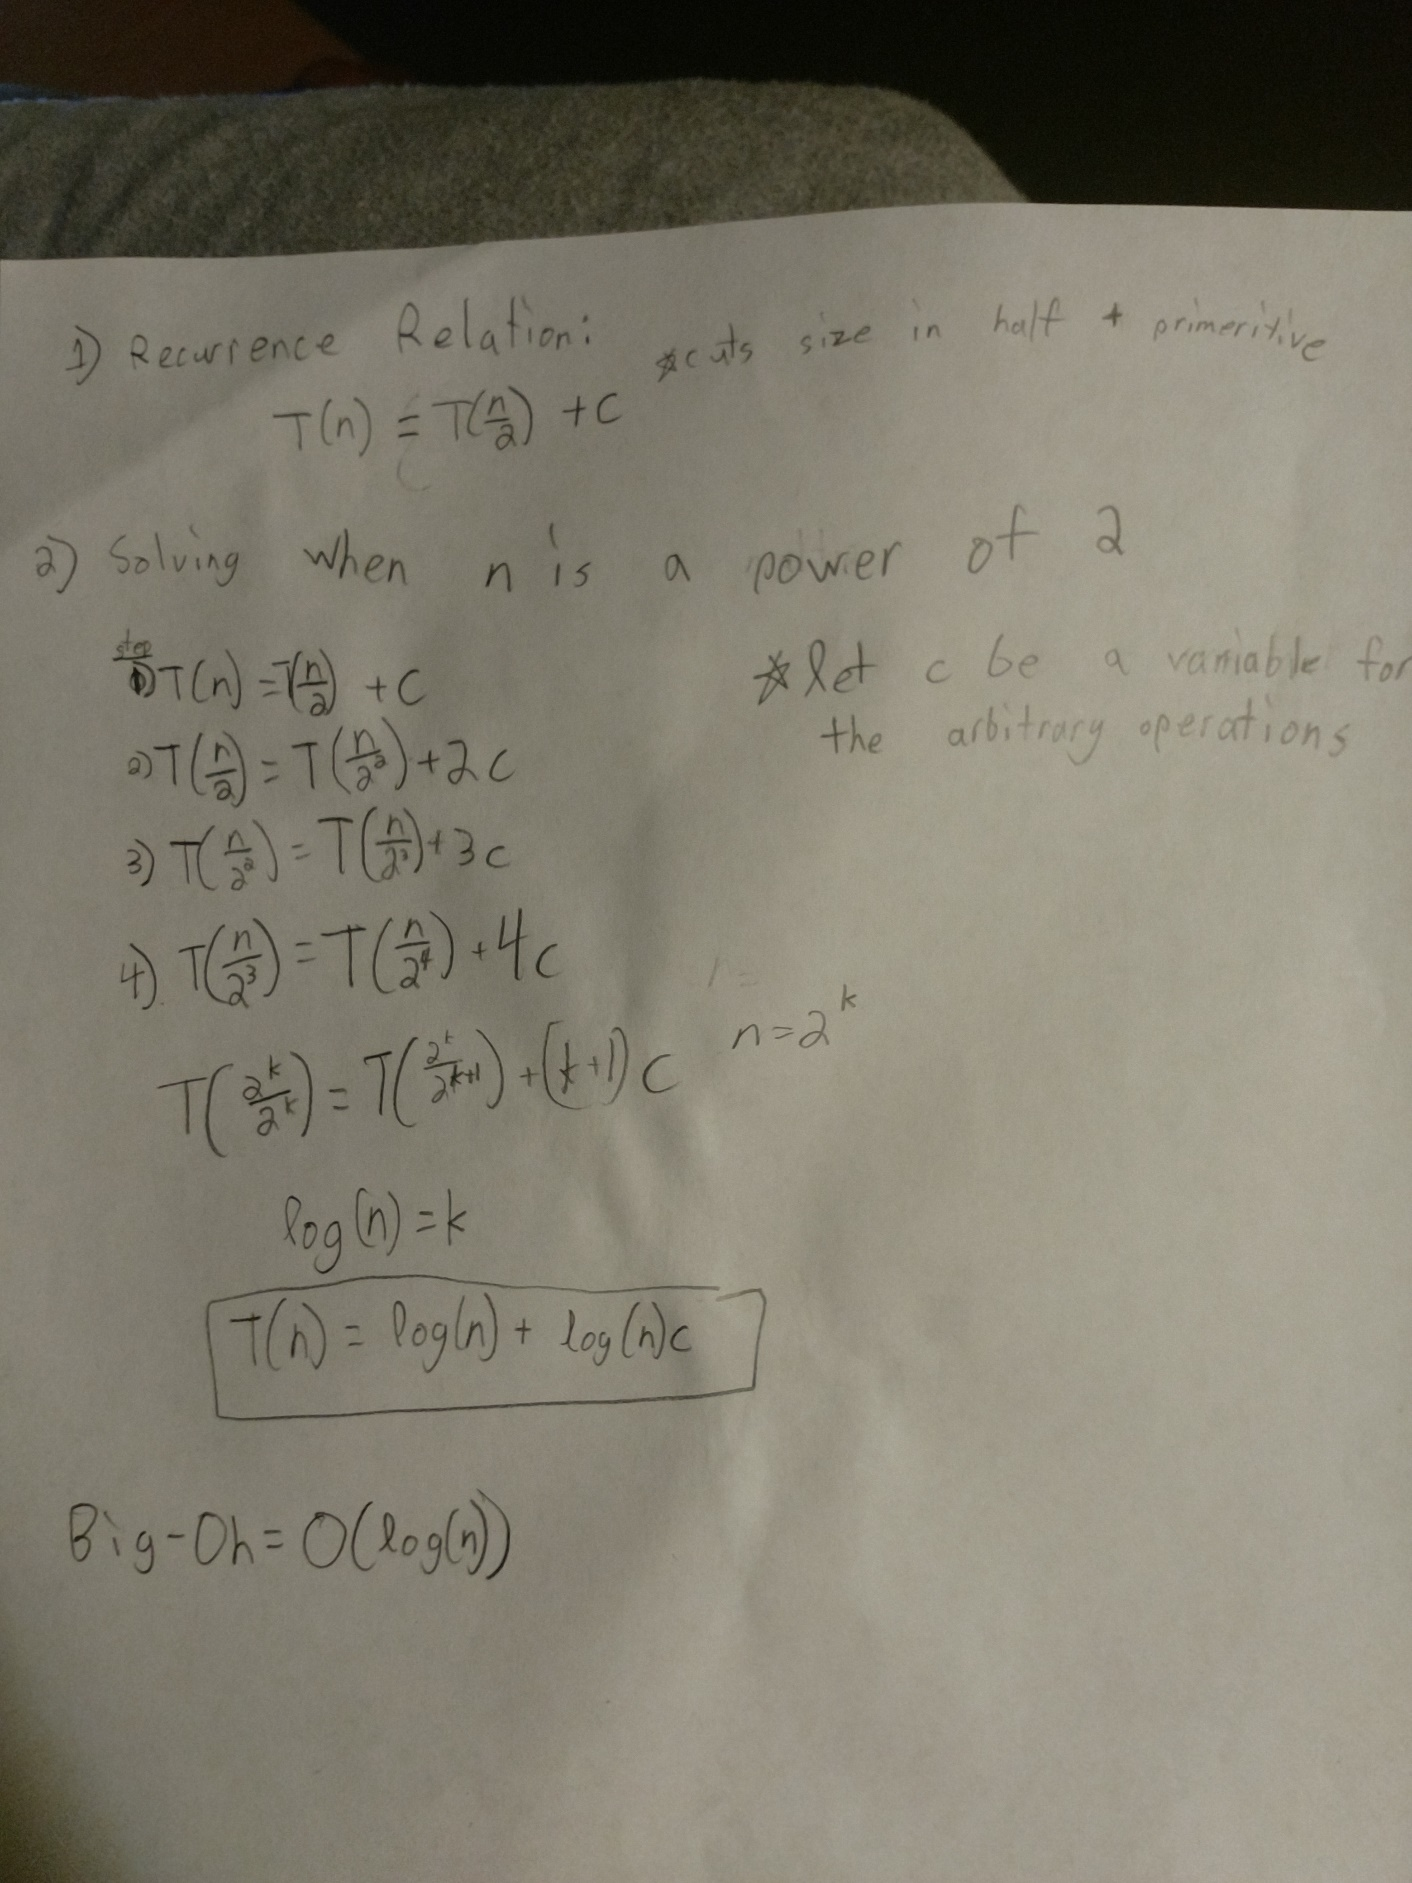 1) Recurrence Relation: *cuts size in half + primeritive
T(n) = T(n/2) + C
2) Solving when n is a power of 2
step
1) T(n) = T(n/2) + C
* let c be a variable for
the arbitrary operations
2) T(n/2) = T(n/2²) + 2C
3) T(n/2²) = T(n/2³) + 3C
4) T(n/2³) = T(n/2⁴) + 4C
n = 2^k
T(2^k/2^k) = T(2^k/2^(k+1)) + (k+1)C
log(n) = k
T(n) = log(n) + log(n)c
Big-Oh = O(log(n))